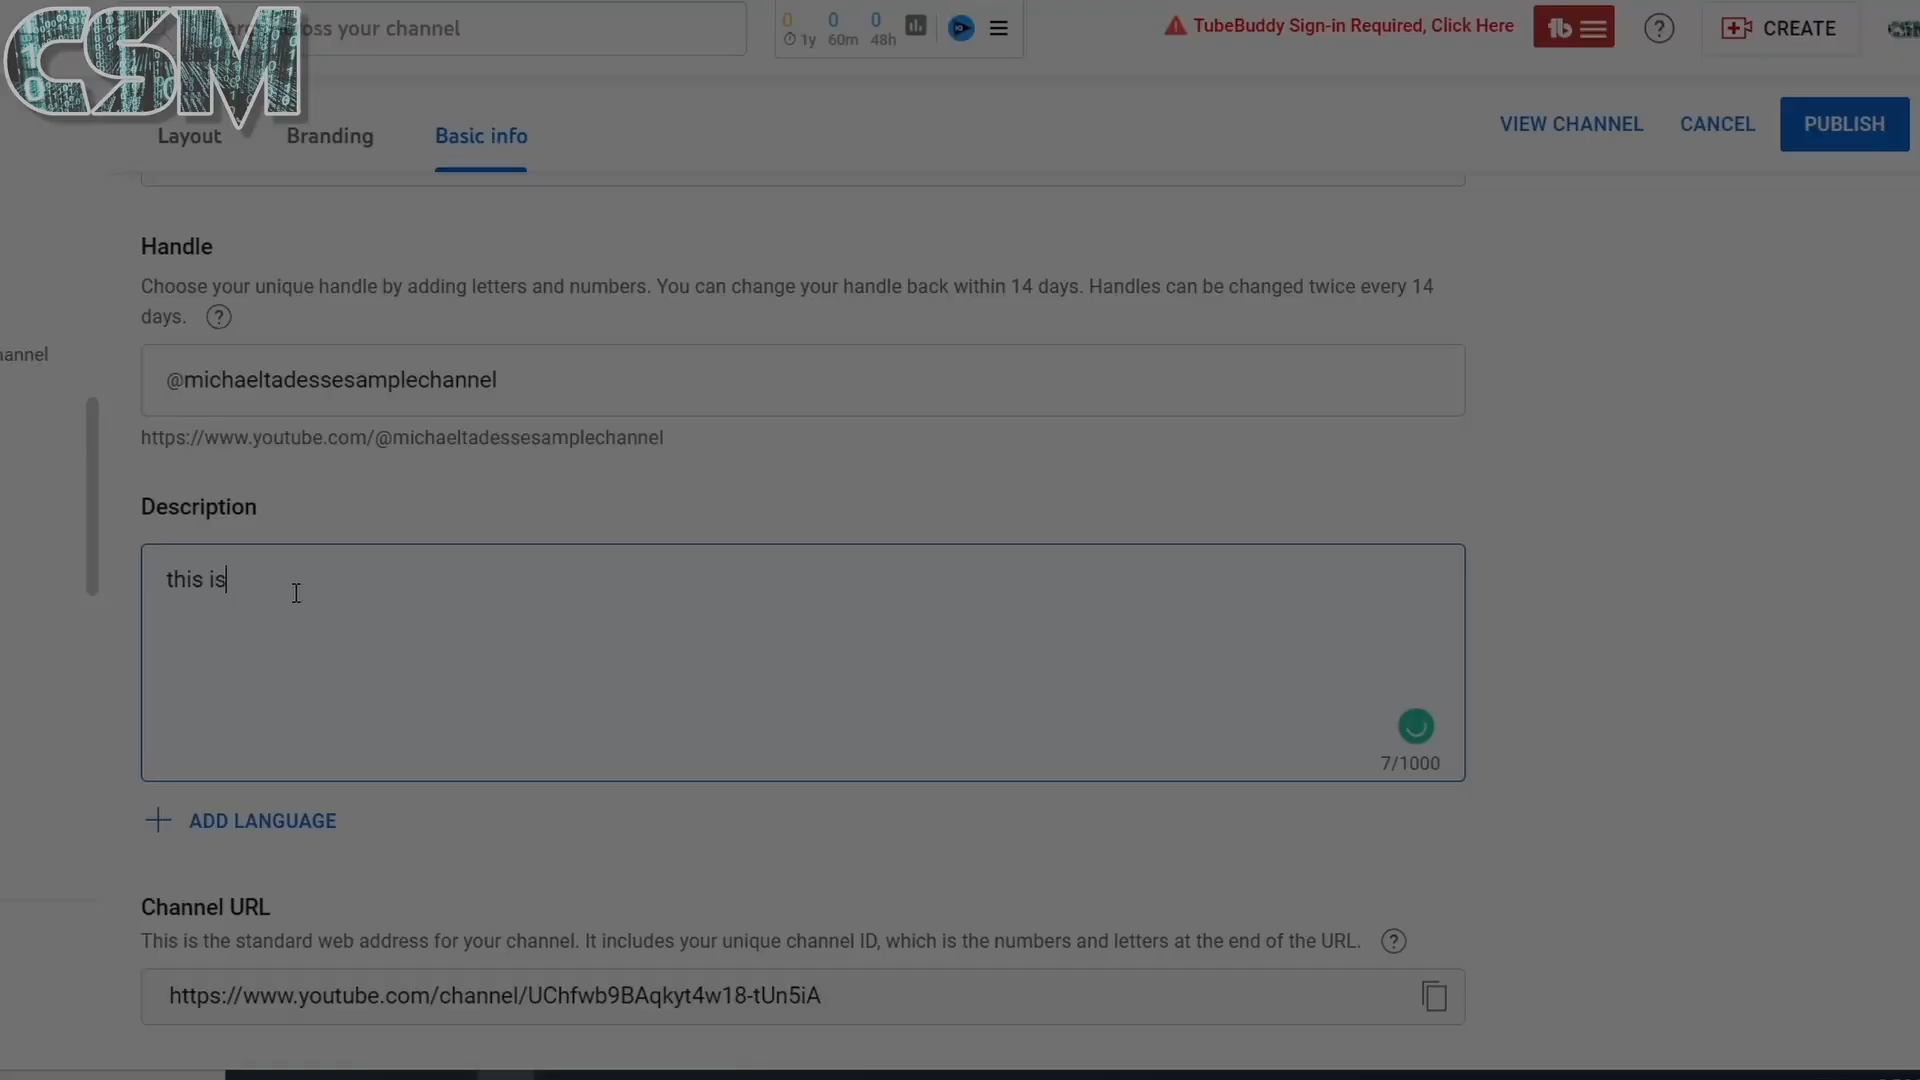 CSM
oss your channel
0 0 0
1y 60m 48h
TubeBuddy Sign-in Required, Click Here
tb
?
CREATE
Layout Branding Basic info
VIEW CHANNEL CANCEL PUBLISH
Handle
Choose your unique handle by adding letters and numbers. You can change your handle back within 14 days. Handles can be changed twice every 14
days. ?
annel
@michaeltadessesamplechannel
https://www.youtube.com/@michaeltadessesamplechannel
Description
this is
7/1000
ADD LANGUAGE
Channel URL
This is the standard web address for your channel. It includes your unique channel ID, which is the numbers and letters at the end of the URL. ?
https://www.youtube.com/channel/UChfwb9BAqkyt4w18-tUn5iA